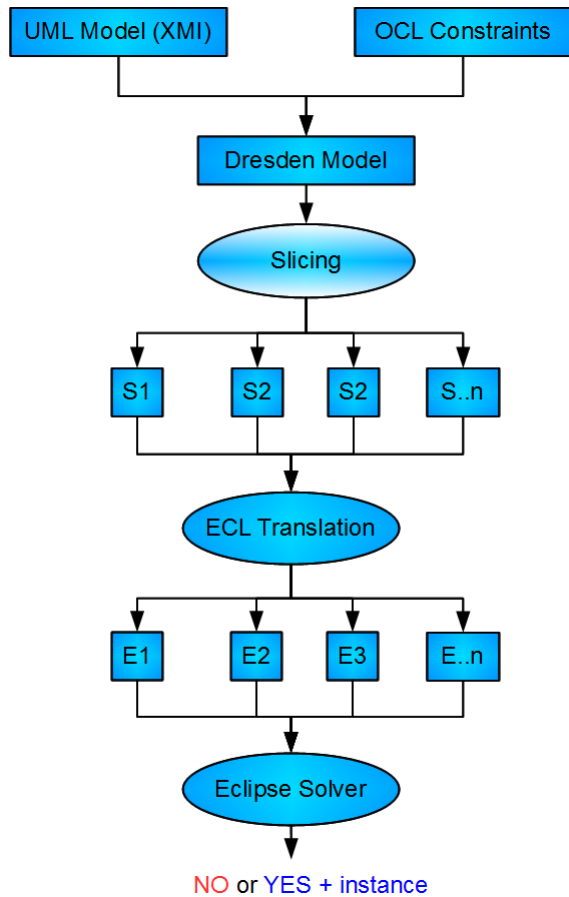 UML Model (XMI)
OCL Constraints
Dresden Model
Slicing
S1
S2
S2
S..n
ECL Translation
E1
E2
E3
E..n
Eclipse Solver
NO or YES + instance